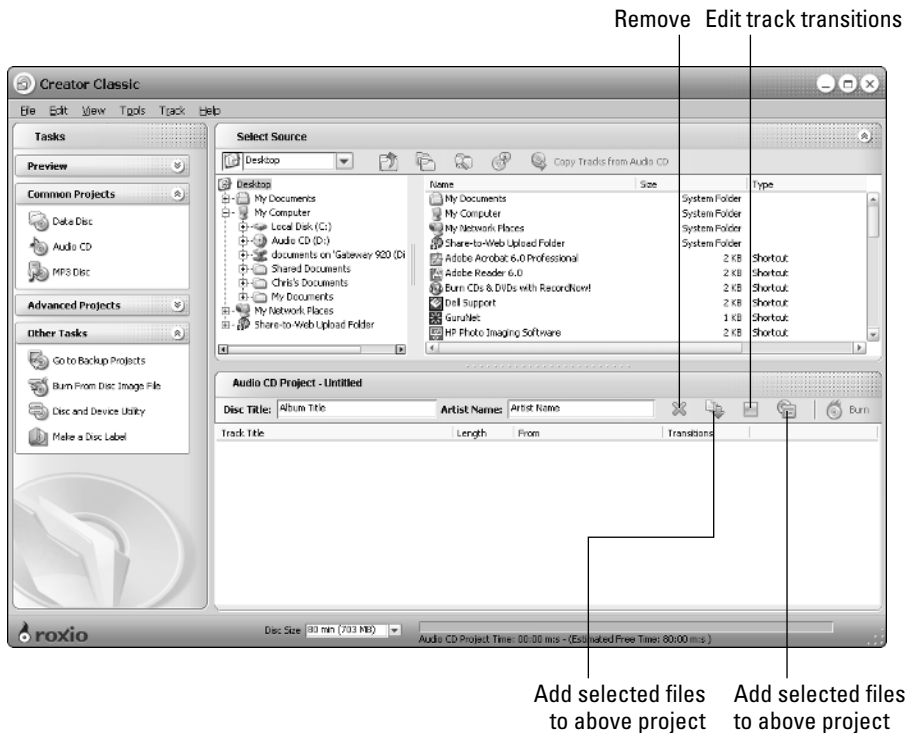 Remove Edit track transitions
Creator Classic
File Edit View Tools Track Help
Tasks
Preview
Common Projects
Data Disc
Audio CD
MP3 Disc
Advanced Projects
Other Tasks
Go to Backup Projects
Burn From Disc Image File
Disc and Device Utility
Make a Disc Label
Select Source
Desktop
Copy Tracks from Audio CD
Desktop
My Documents
My Computer
Local Disk (C:)
Audio CD (D:)
documents on 'Gateway 920 (Di
Shared Documents
Chris's Documents
My Documents
My Network Places
Share-to-Web Upload Folder
Name Size Type
My Documents System Folder
My Computer System Folder
My Network Places System Folder
Share-to-Web Upload Folder System Folder
Adobe Acrobat 6.0 Professional 2 KB Shortcut
Adobe Reader 6.0 2 KB Shortcut
Burn CDs & DVDs with RecordNow! 2 KB Shortcut
Dell Support 2 KB Shortcut
GuruNet 1 KB Shortcut
HP Photo Imaging Software 2 KB Shortcut
Audio CD Project - Untitled
Disc Title: Album Title Artist Name: Artist Name Burn
Track Title Length From Transitions
roxio
Disc Size 80 min (703 MB)
Audio CD Project Time: 00:00 m:s - (Estimated Free Time: 80:00 m:s )
Add selected files
to above project
Add selected files
to above project